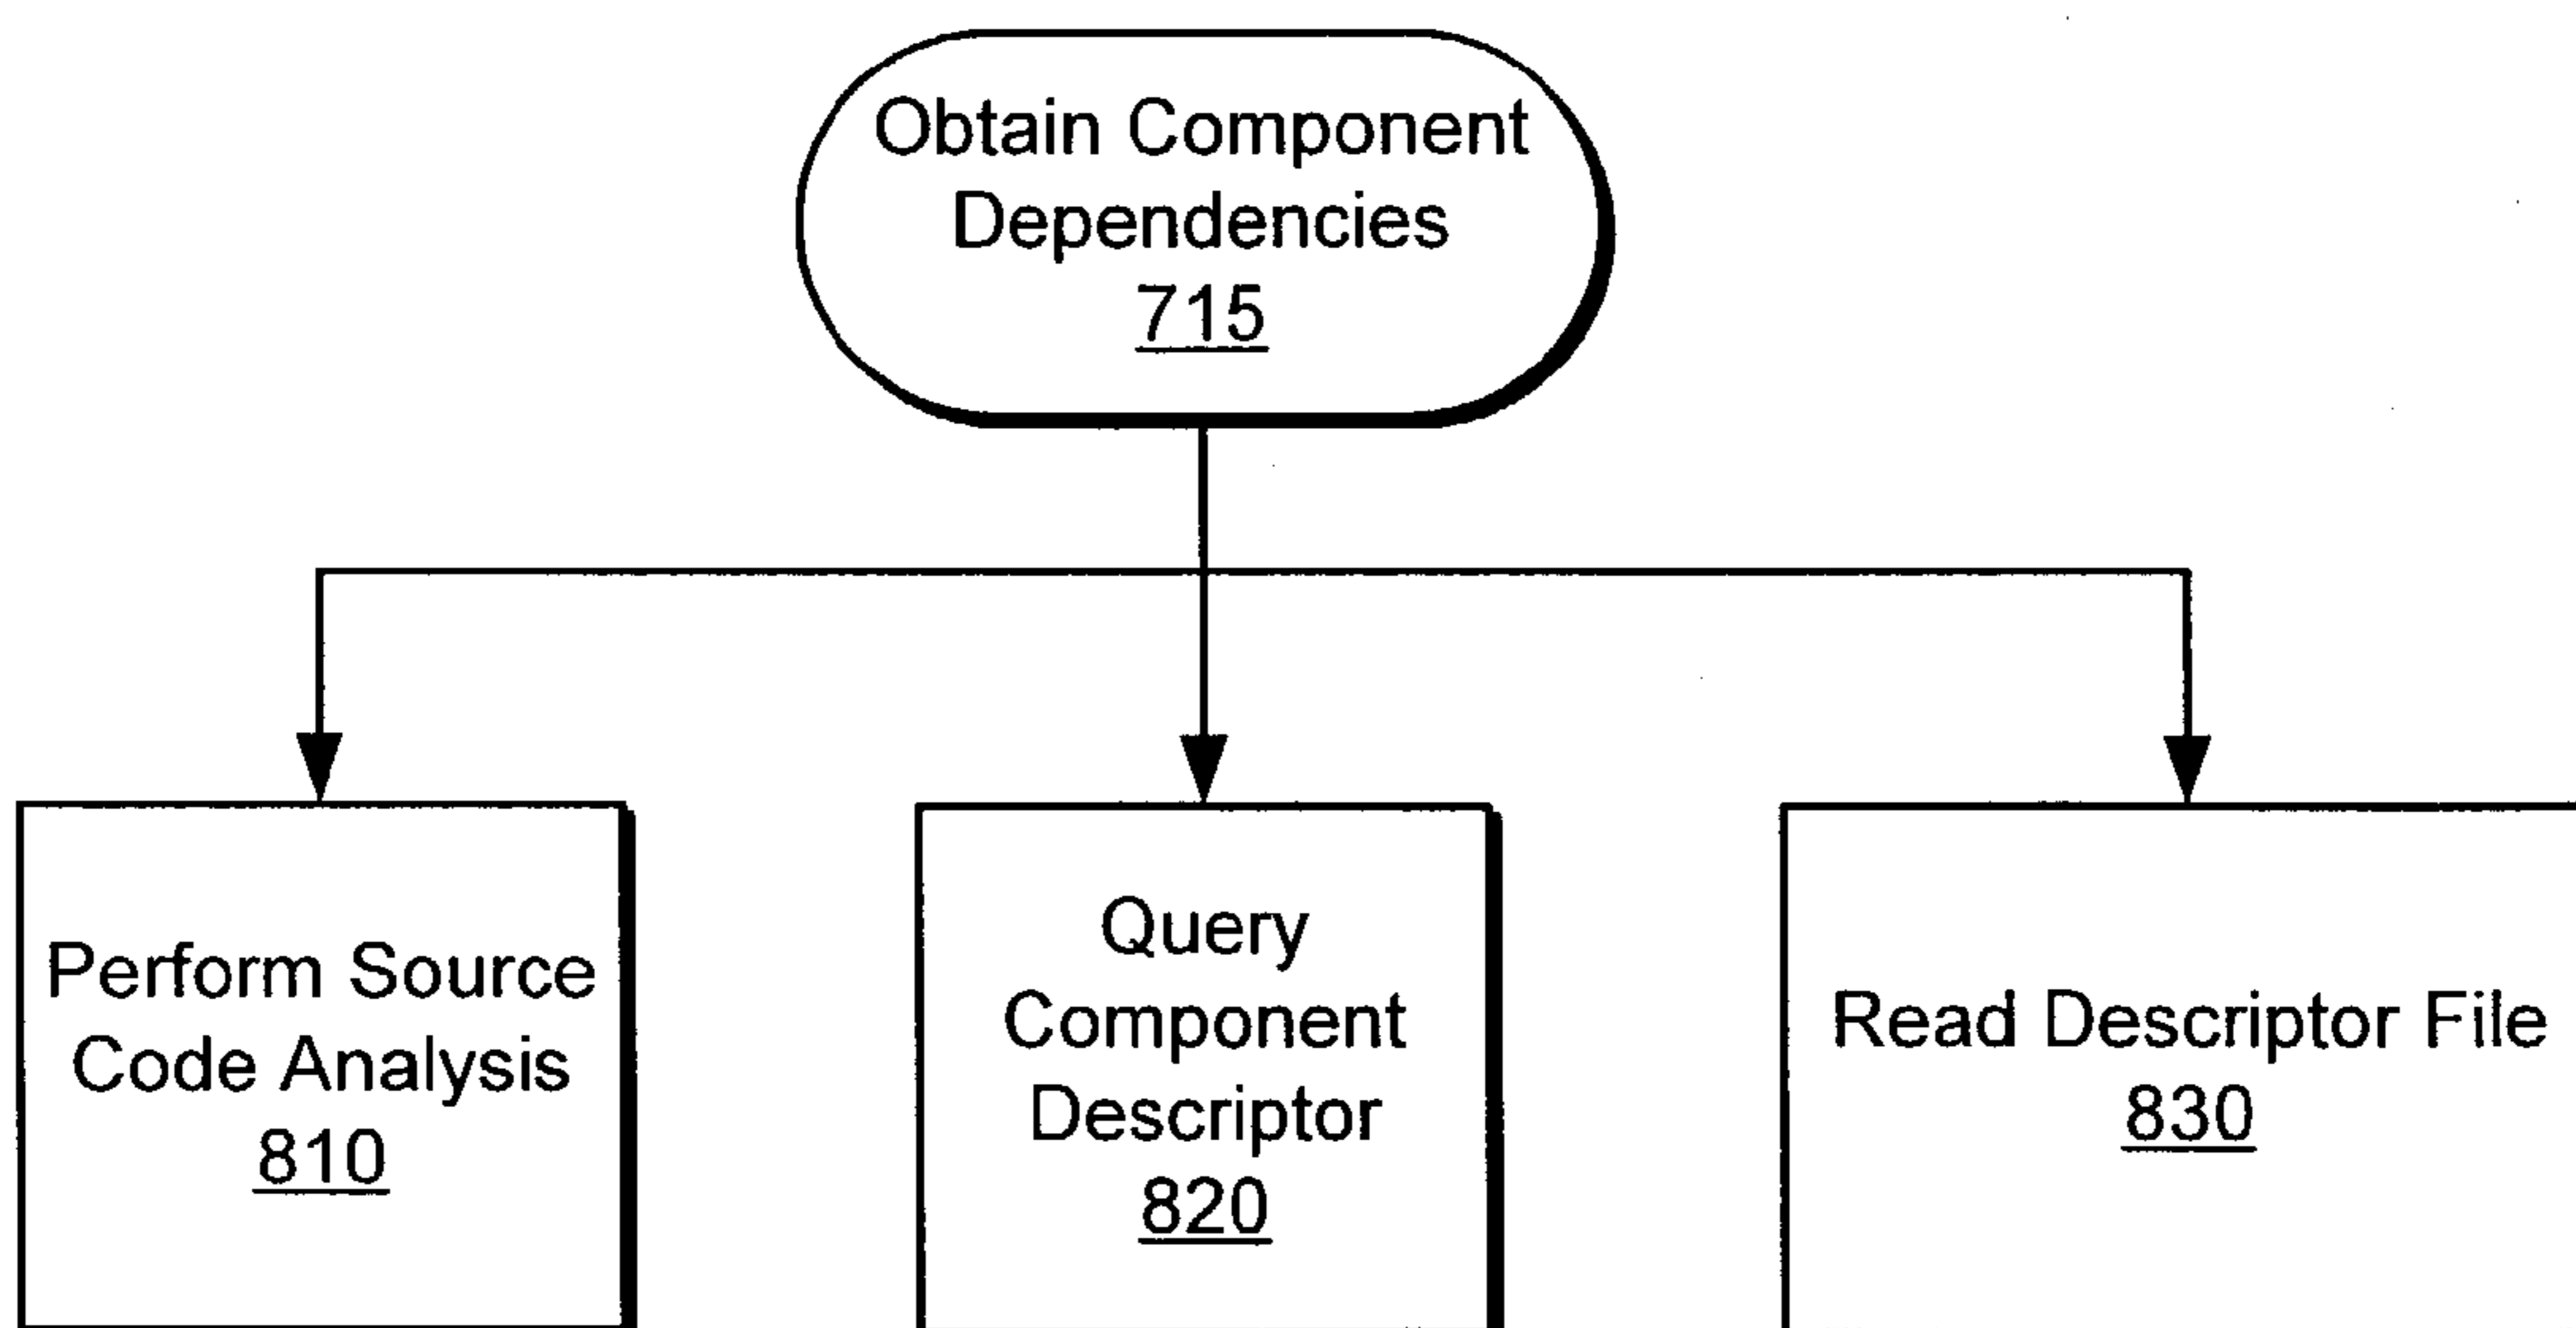 Obtain Component
Dependencies
715
Perform Source
Code Analysis
810
Query
Component
Descriptor
820
Read Descriptor File
830